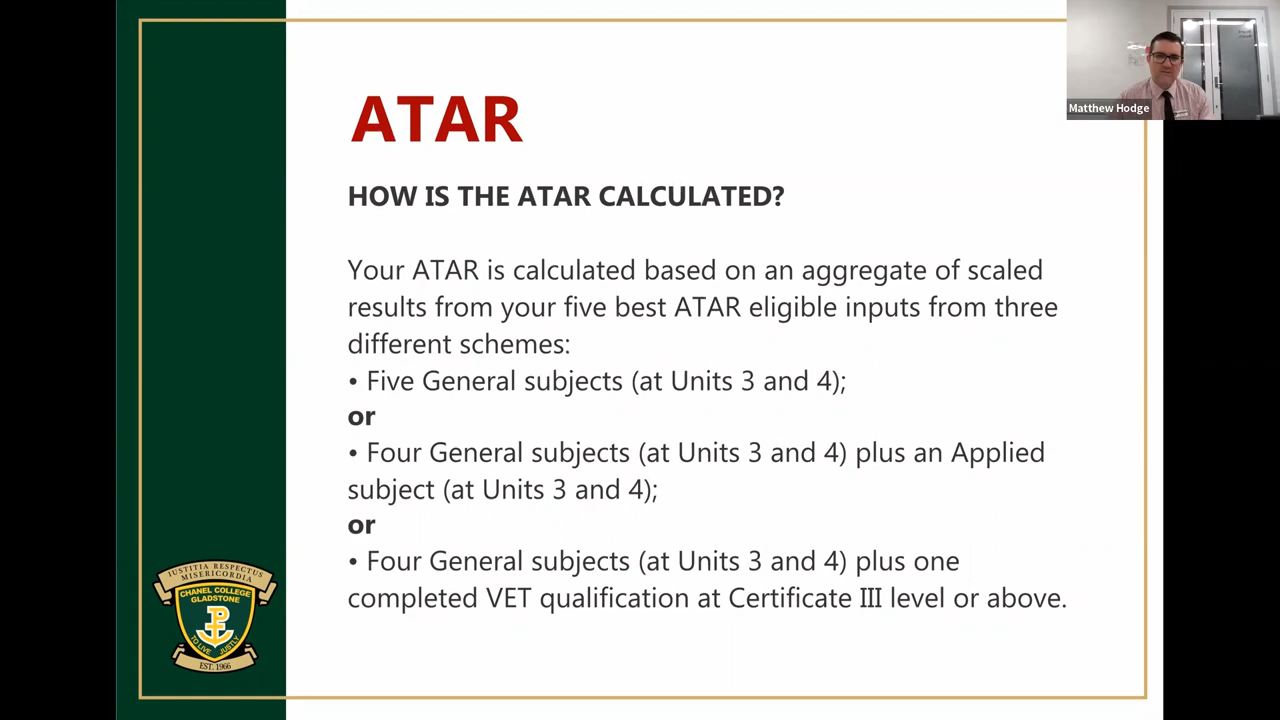 ATAR
Matthew Hodge
HOW IS THE ATAR CALCULATED?
Your ATAR is calculated based on an aggregate of scaled
results from your five best ATAR eligible inputs from three
different schemes:
• Five General subjects (at Units 3 and 4);
or
• Four General subjects (at Units 3 and 4) plus an Applied
subject (at Units 3 and 4);
or
• Four General subjects (at Units 3 and 4) plus one
completed VET qualification at Certificate III level or above.
IUSTITIA RESPECTUS
MISERICORDIA
CHANEL COLLEGE
GLADSTONE
TO LIVE JUSTLY
EST. 1966